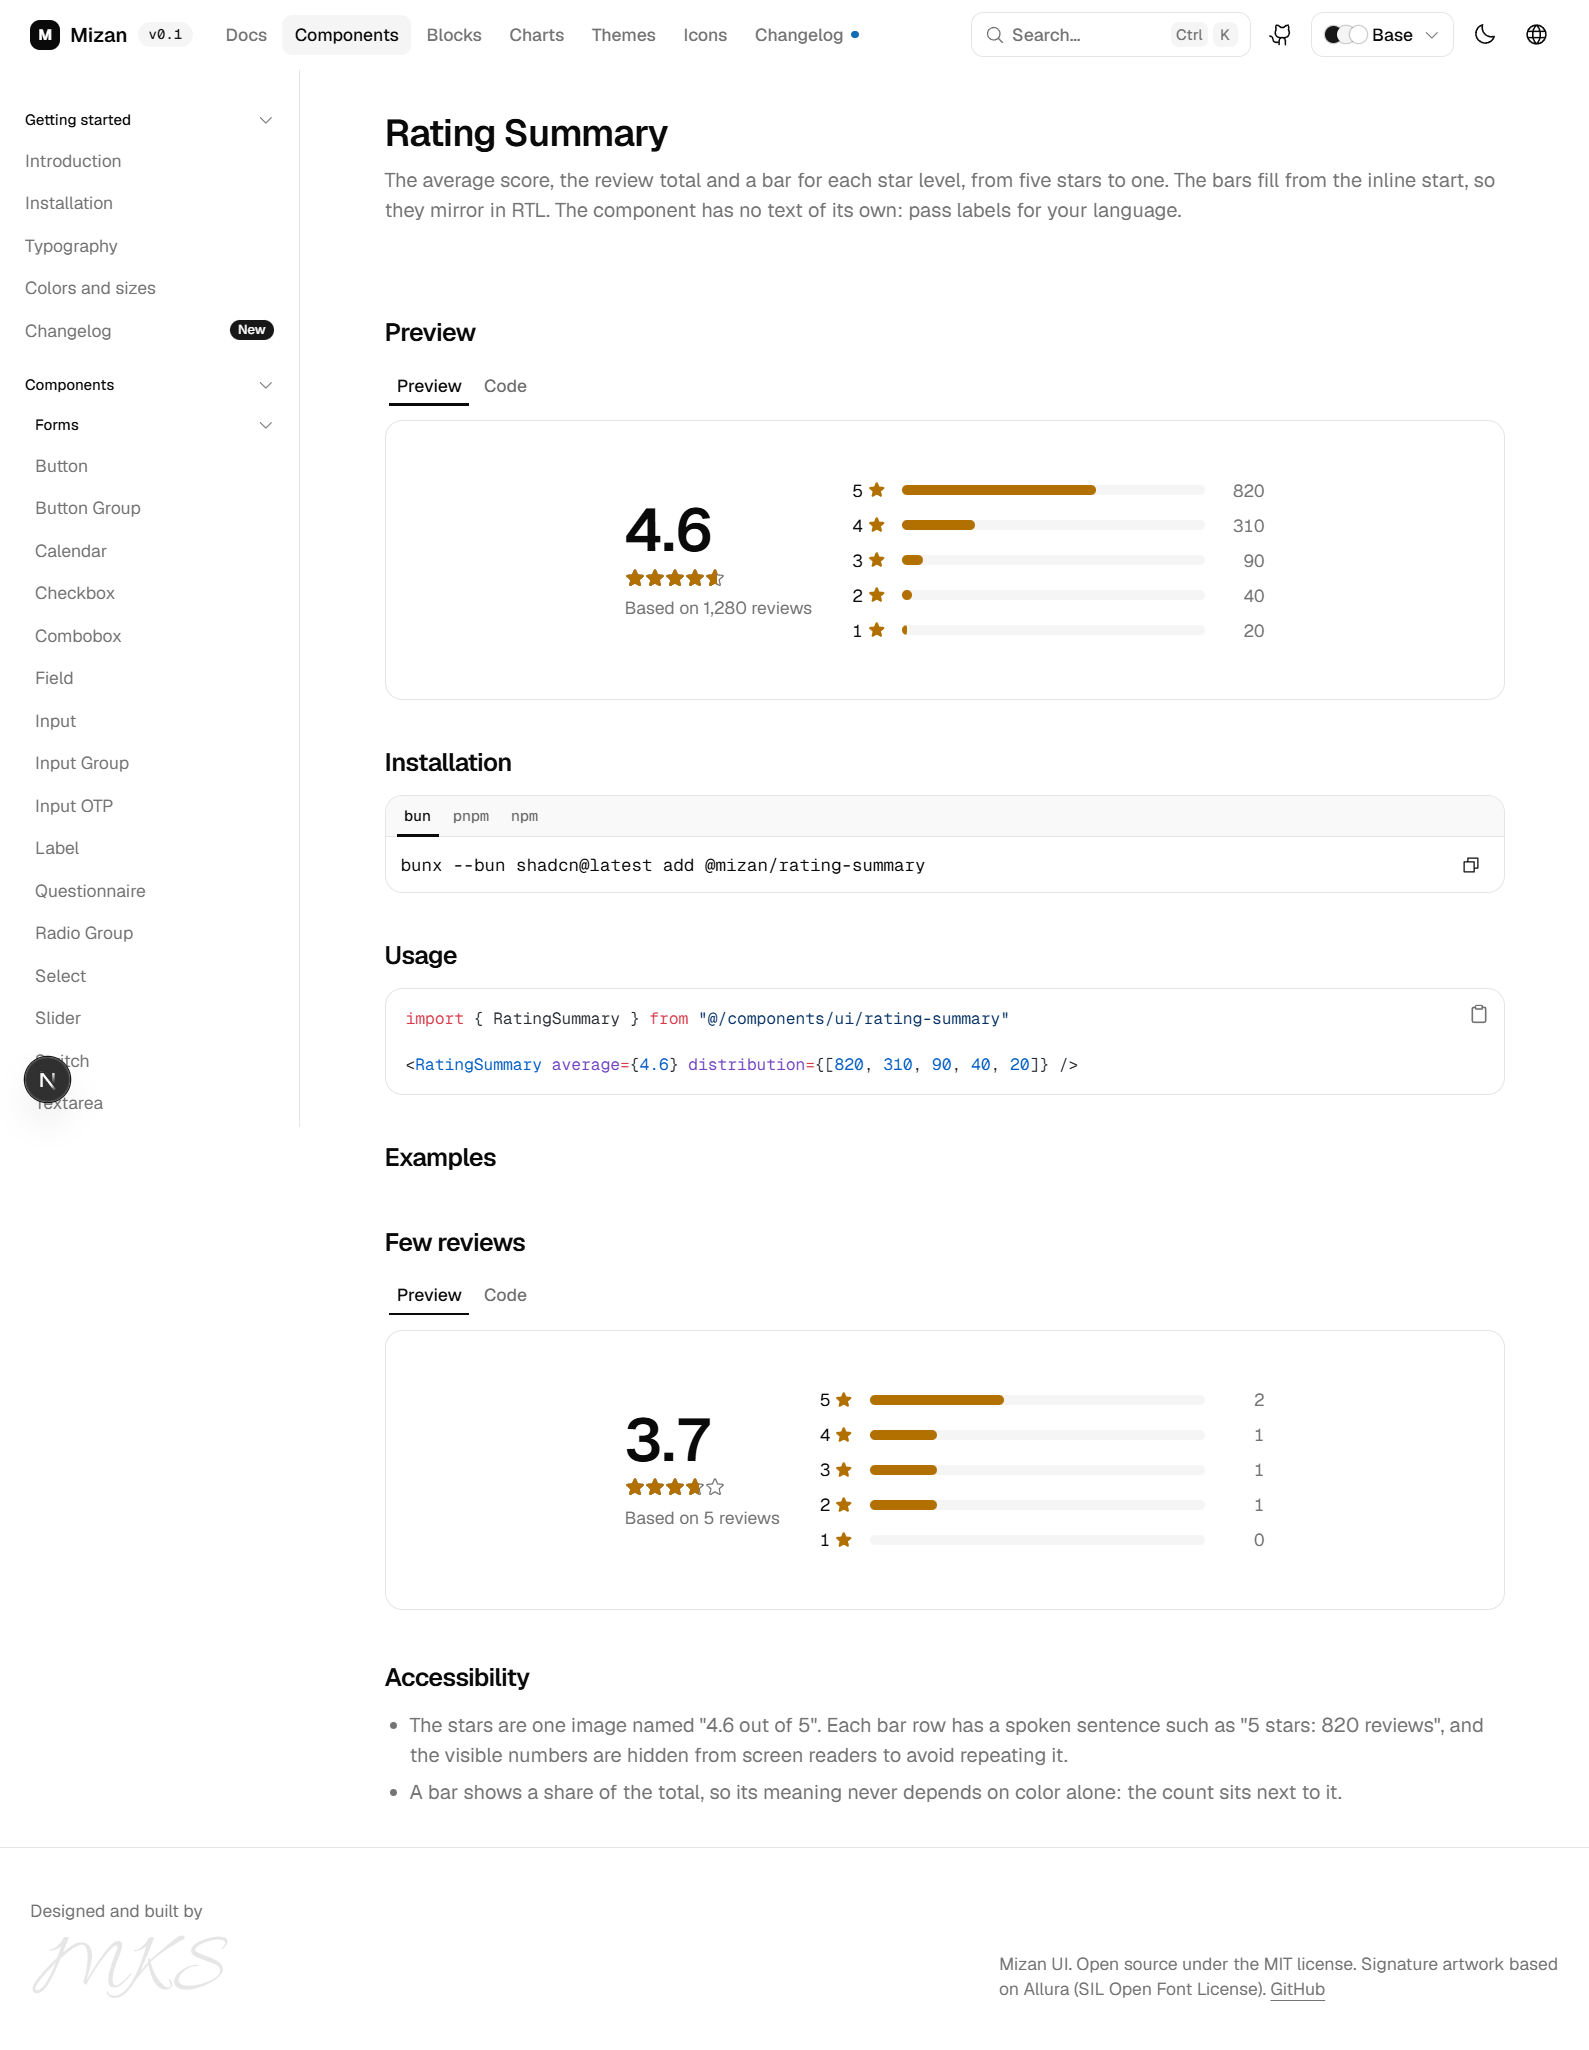 M Mizan v0.1 Docs Components Blocks Charts Themes Icons Changelog Search... Ctrl K Base
Getting started
Introduction
Installation
Typography
Colors and sizes
Changelog New
Components
Forms
Button
Button Group
Calendar
Checkbox
Combobox
Field
Input
Input Group
Input OTP
Label
Questionnaire
Radio Group
Select
Slider
N
Rating Summary
The average score, the review total and a bar for each star level, from five stars to one. The bars fill from the inline start, so
they mirror in RTL. The component has no text of its own: pass labels for your language.
Preview
Preview Code
4.6
Based on 1,280 reviews
5 820
4 310
3 90
2 40
1 20
Installation
bun pnpm npm
bunx --bun shadcn@latest add @mizan/rating-summary
Usage
import { RatingSummary } from "@/components/ui/rating-summary"
<RatingSummary average={4.6} distribution={[820, 310, 90, 40, 20]} />
Examples
Few reviews
Preview Code
3.7
Based on 5 reviews
5 2
4 1
3 1
2 1
1 0
Accessibility
• The stars are one image named "4.6 out of 5". Each bar row has a spoken sentence such as "5 stars: 820 reviews", and
the visible numbers are hidden from screen readers to avoid repeating it.
• A bar shows a share of the total, so its meaning never depends on color alone: the count sits next to it.
Designed and built by
MKS
Mizan UI. Open source under the MIT license. Signature artwork based
on Allura (SIL Open Font License). GitHub